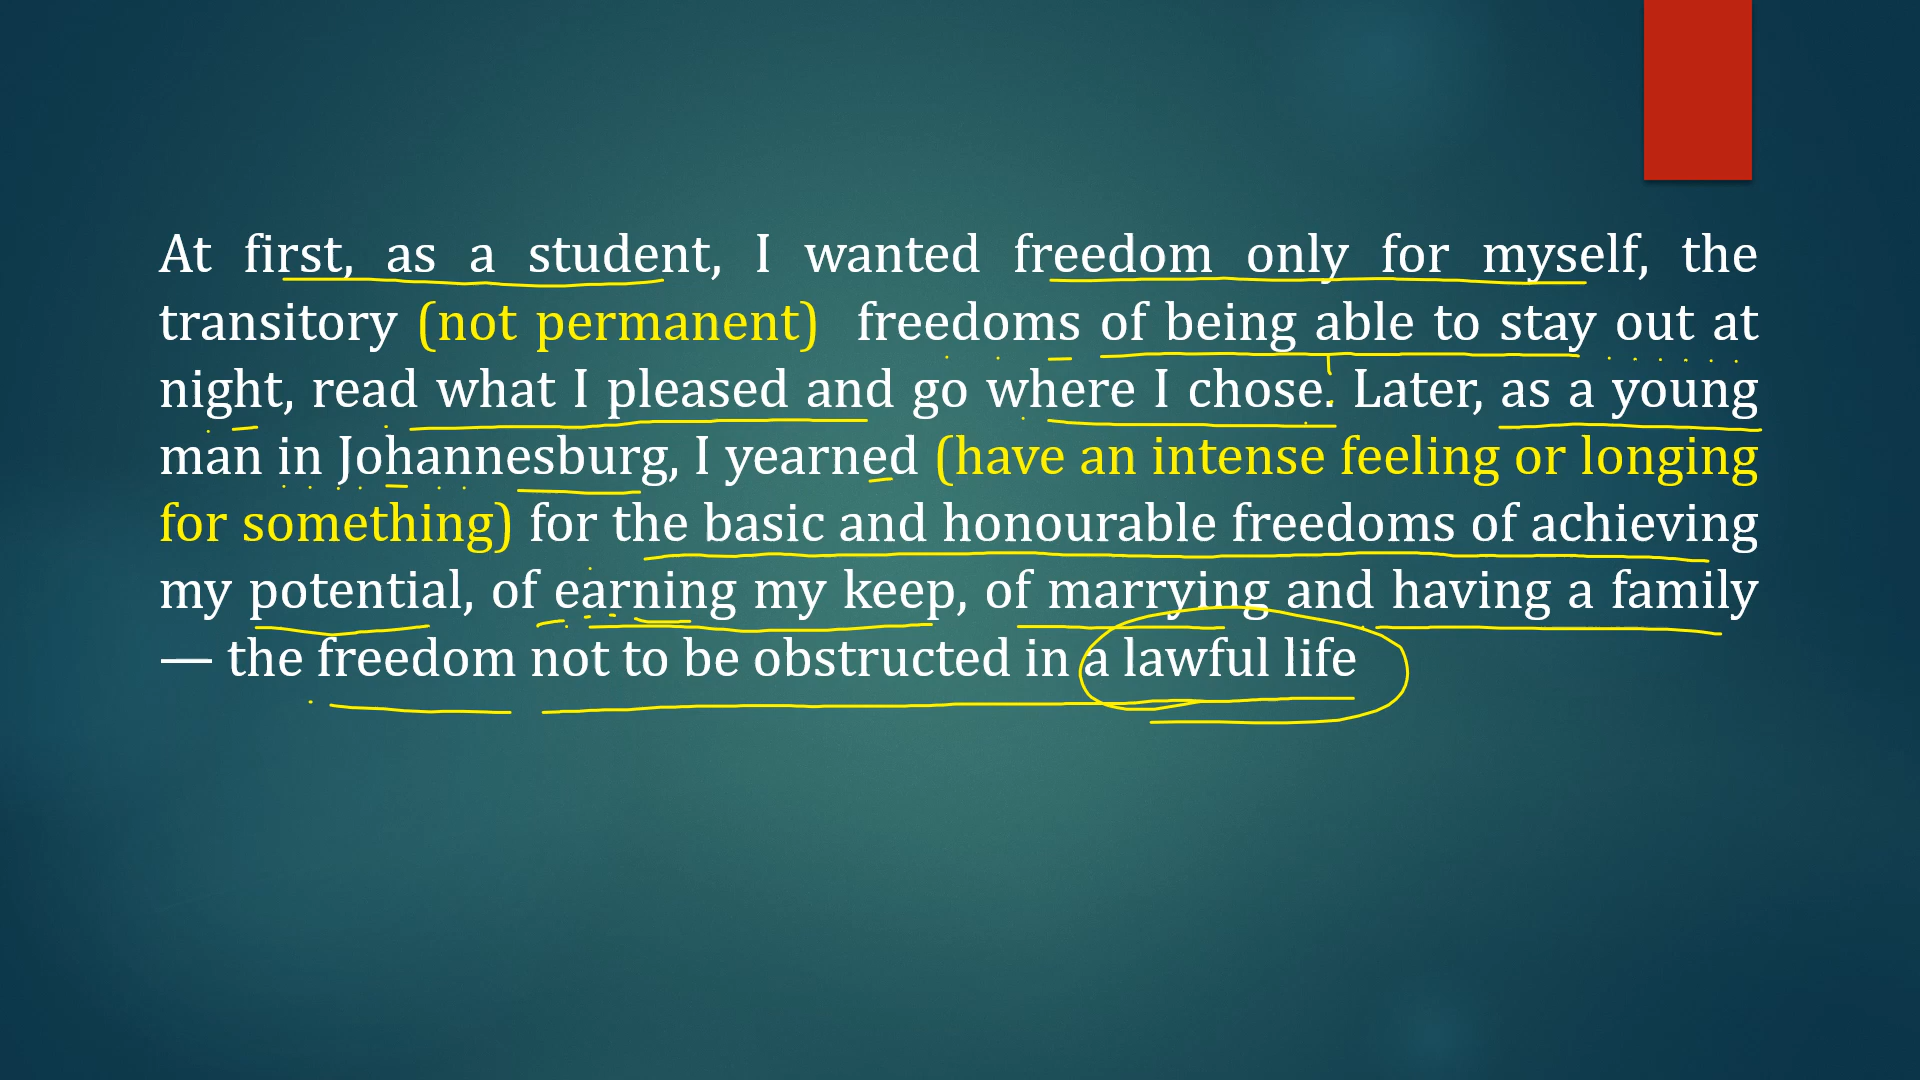 At first, as a student, I wanted freedom only for myself, the
transitory (not permanent) freedoms of being able to stay out at
night, read what I pleased and go where I chose. Later, as a young
man in Johannesburg, I yearned (have an intense feeling or longing
for something) for the basic and honourable freedoms of achieving
my potential, of earning my keep, of marrying and having a family
— the freedom not to be obstructed in a lawful life